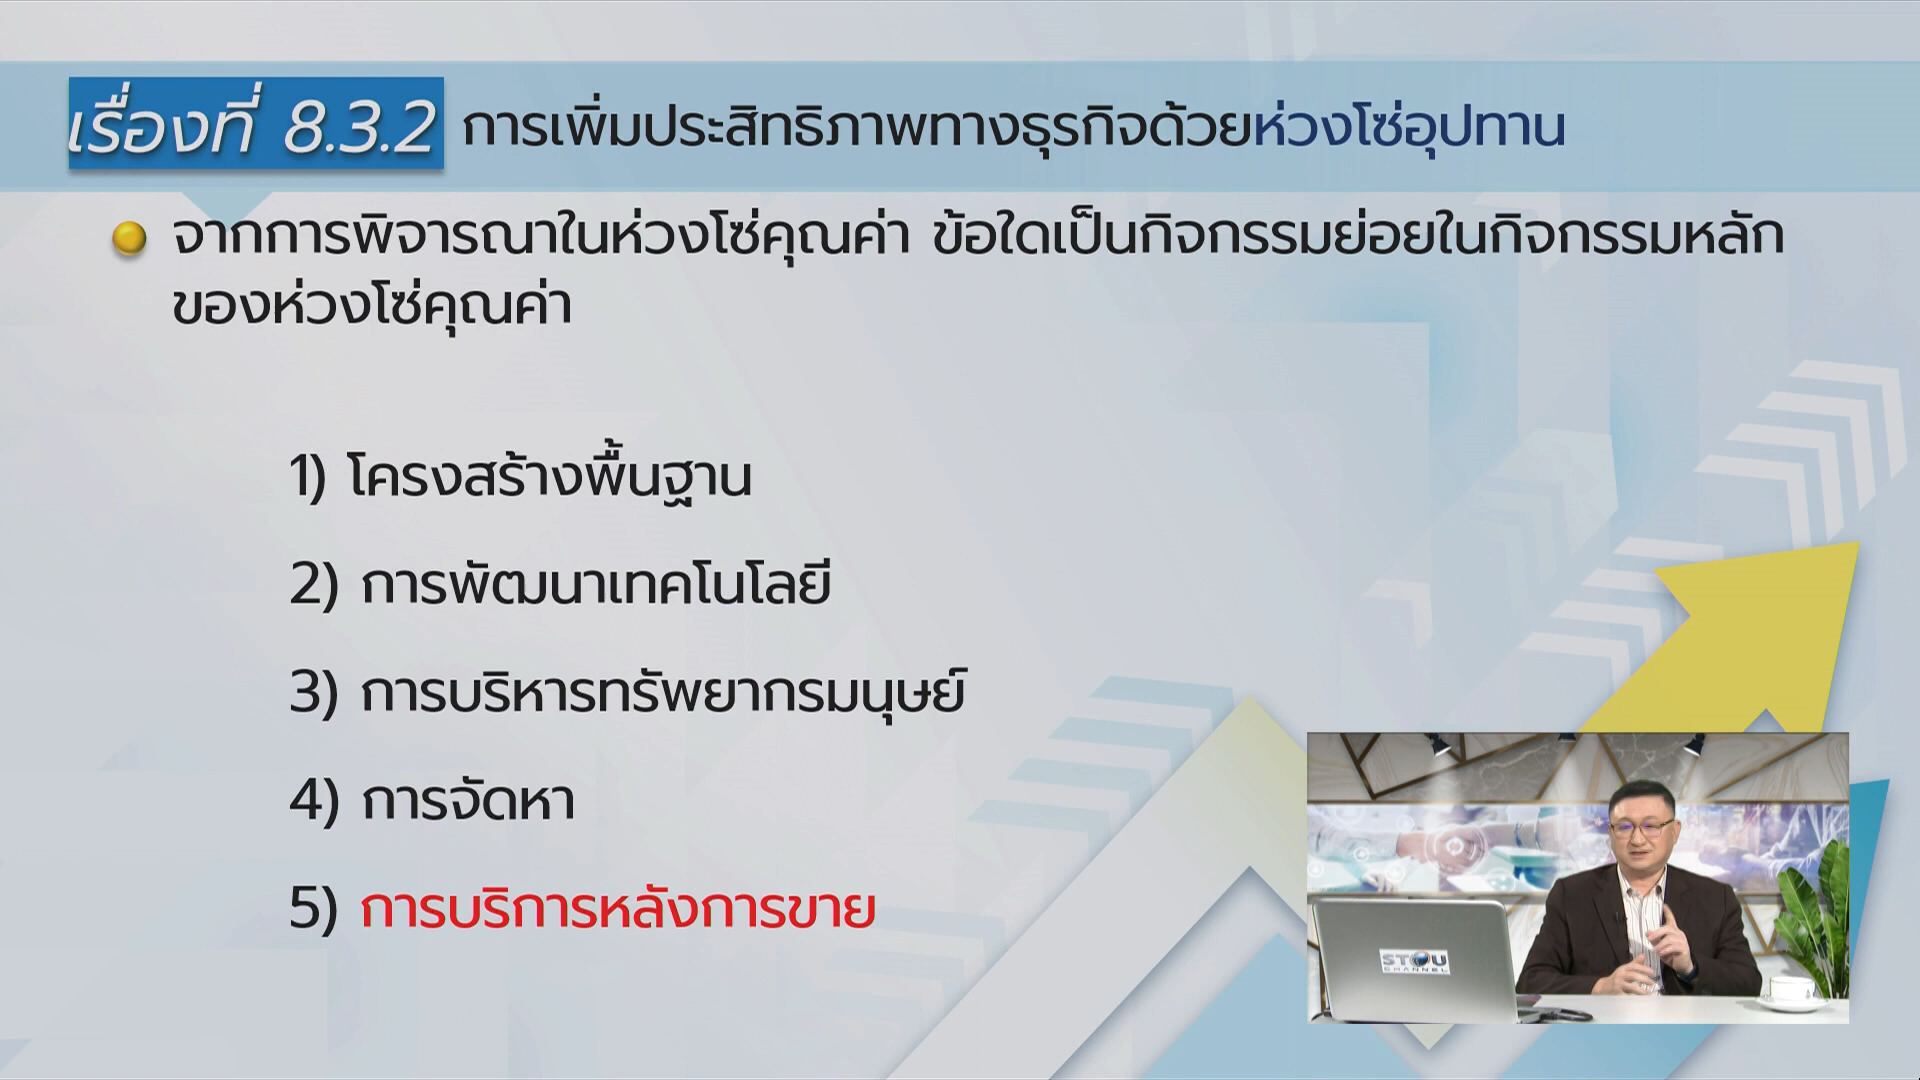 เรื่องที่ 8.3.2 การเพิ่มประสิทธิภาพทางธุรกิจด้วยห่วงโซ่อุปทาน
จากการพิจารณาในห่วงโซ่คุณค่า ข้อใดเป็นกิจกรรมย่อยในกิจกรรมหลัก
ของห่วงโซ่คุณค่า
1) โครงสร้างพื้นฐาน
2) การพัฒนาเทคโนโลยี
3) การบริหารทรัพยากรมนุษย์
4) การจัดหา
5) การบริการหลังการขาย
STOU
CHANNEL